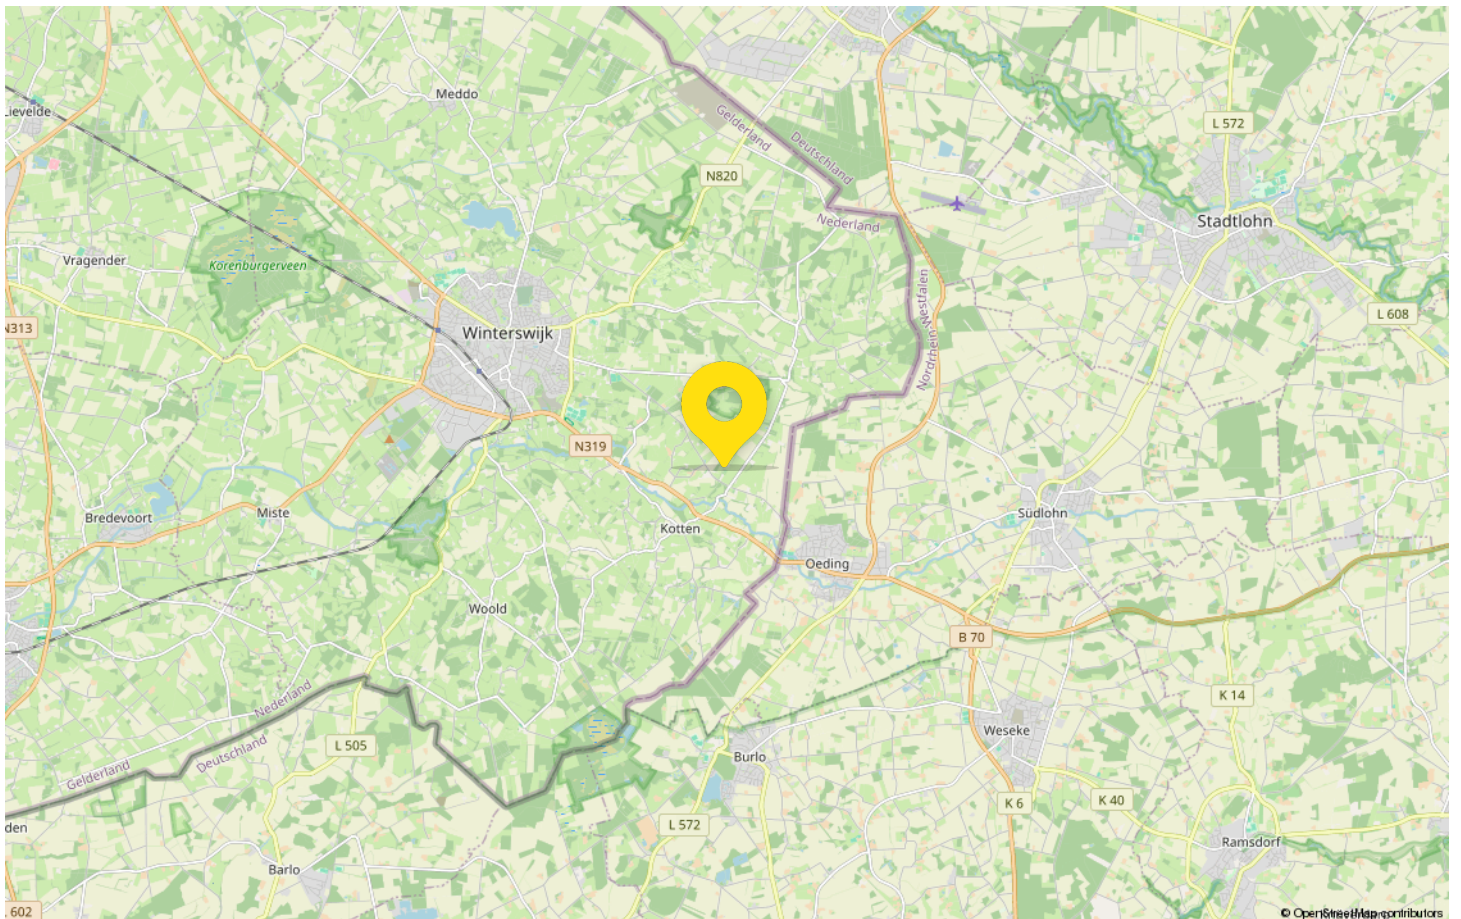 Lievelde
Meddo
Gelderland
Deutschland
L 572
N820
Nederland
Stadtlohn
Vragender
Korenburgerveen
Nordrhein-Westfalen
L 608
N313
Winterswijk
N319
Bredevoort
Miste
Kotten
Südlohn
Oeding
Woold
B 70
Nederland
K 14
L 505
Deutschland
Weseke
Burlo
Gelderland
K 6
K 40
L 572
den
Ramsdorf
Barlo
602
© OpenStreetMap contributors